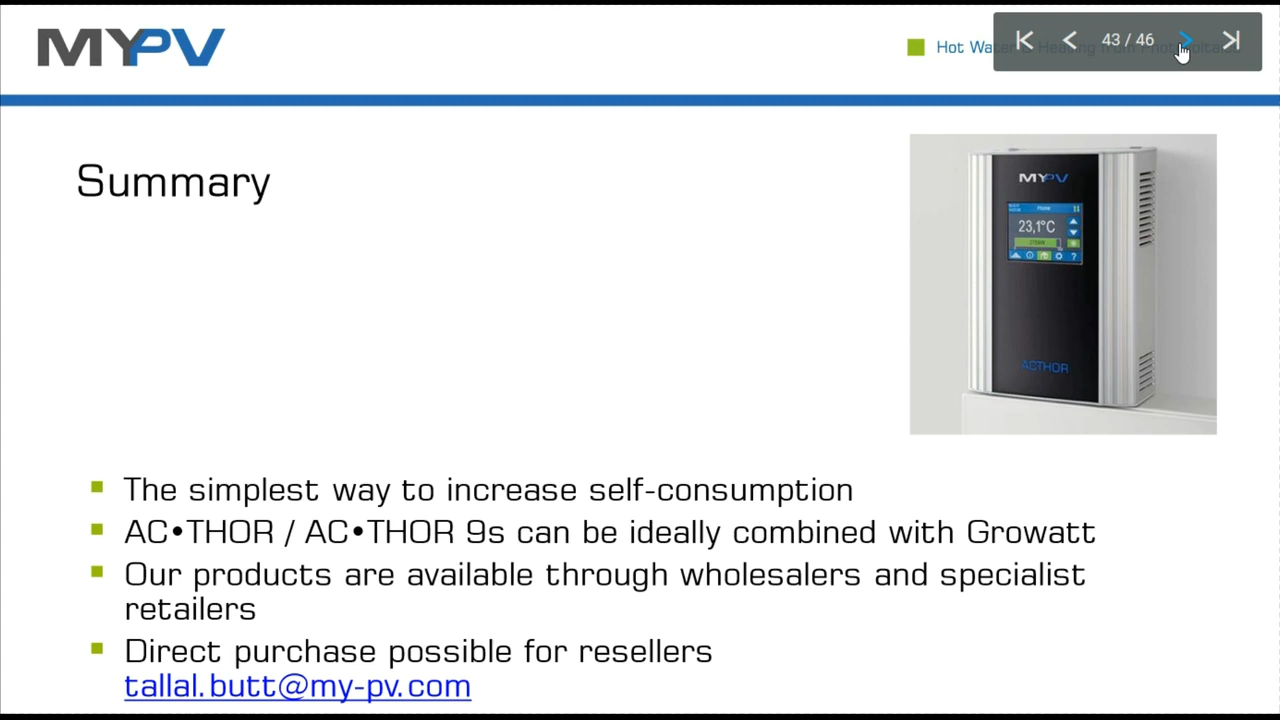 MYPV
Hot Water
43 / 46
Summary
MYPV
23,1°C
ACTHOR
The simplest way to increase self-consumption
AC•THOR / AC•THOR 9s can be ideally combined with Growatt
Our products are available through wholesalers and specialist
retailers
Direct purchase possible for resellers
tallal.butt@my-pv.com